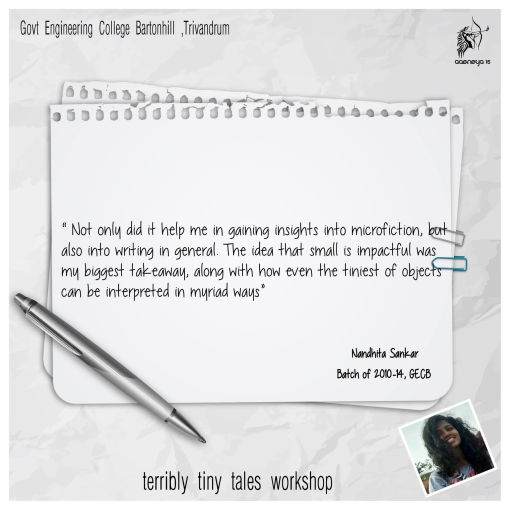 Govt Engineering College Bartonhill ,Trivandrum
aagneya 15
" Not only did it help me in gaining insights into microfiction, but
also into writing in general. The idea that small is impactful was
my biggest takeaway, along with how even the tiniest of objects
can be interpreted in myriad ways"
Nandhita Sankar
Batch of 2010-14, GECB
terribly tiny tales workshop